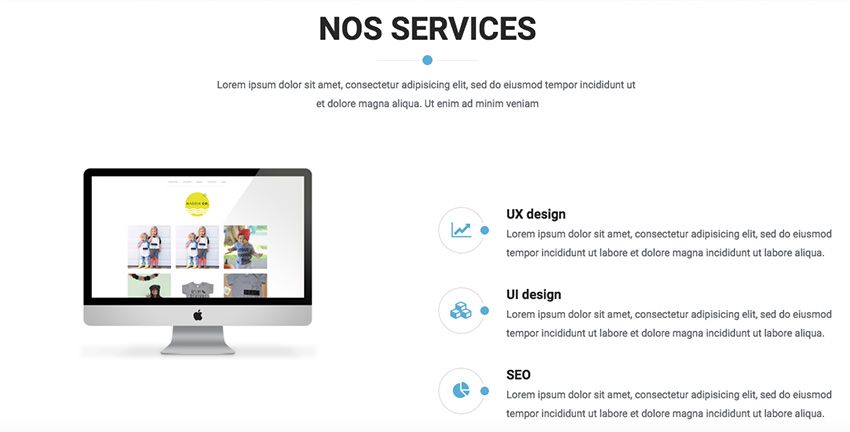 NOS SERVICES
Lorem ipsum dolor sit amet, consectetur adipisicing elit, sed do eiusmod tempor incididunt ut
et dolore magna aliqua. Ut enim ad minim veniam
UX design
Lorem ipsum dolor sit amet, consectetur adipisicing elit, sed do eiusmod
tempor incididunt ut labore et dolore magna incididunt ut labore aliqua.
UI design
Lorem ipsum dolor sit amet, consectetur adipisicing elit, sed do eiusmod
tempor incididunt ut labore et dolore magna incididunt ut labore aliqua.
SEO
Lorem ipsum dolor sit amet, consectetur adipisicing elit, sed do eiusmod
tempor incididunt ut labore et dolore magna incididunt ut labore aliqua.